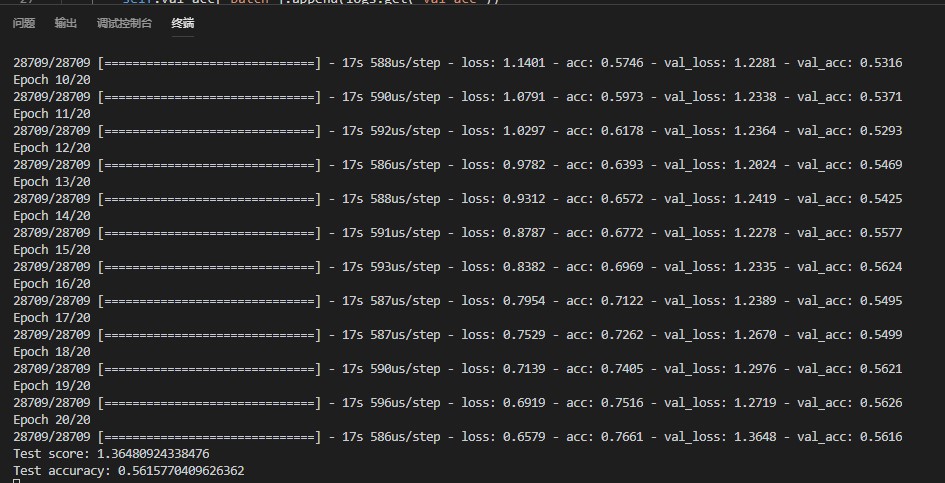 27 self.val_acc['batch'].append(logs.get('val_acc'))
问题 输出 调试控制台 终端
28709/28709 [==============================] - 17s 588us/step - loss: 1.1401 - acc: 0.5746 - val_loss: 1.2281 - val_acc: 0.5316
Epoch 10/20
28709/28709 [==============================] - 17s 590us/step - loss: 1.0791 - acc: 0.5973 - val_loss: 1.2338 - val_acc: 0.5371
Epoch 11/20
28709/28709 [==============================] - 17s 592us/step - loss: 1.0297 - acc: 0.6178 - val_loss: 1.2364 - val_acc: 0.5293
Epoch 12/20
28709/28709 [==============================] - 17s 586us/step - loss: 0.9782 - acc: 0.6393 - val_loss: 1.2024 - val_acc: 0.5469
Epoch 13/20
28709/28709 [==============================] - 17s 588us/step - loss: 0.9312 - acc: 0.6572 - val_loss: 1.2419 - val_acc: 0.5425
Epoch 14/20
28709/28709 [==============================] - 17s 591us/step - loss: 0.8787 - acc: 0.6772 - val_loss: 1.2278 - val_acc: 0.5577
Epoch 15/20
28709/28709 [==============================] - 17s 593us/step - loss: 0.8382 - acc: 0.6969 - val_loss: 1.2335 - val_acc: 0.5624
Epoch 16/20
28709/28709 [==============================] - 17s 587us/step - loss: 0.7954 - acc: 0.7122 - val_loss: 1.2389 - val_acc: 0.5495
Epoch 17/20
28709/28709 [==============================] - 17s 587us/step - loss: 0.7529 - acc: 0.7262 - val_loss: 1.2670 - val_acc: 0.5499
Epoch 18/20
28709/28709 [==============================] - 17s 590us/step - loss: 0.7139 - acc: 0.7405 - val_loss: 1.2976 - val_acc: 0.5621
Epoch 19/20
28709/28709 [==============================] - 17s 596us/step - loss: 0.6919 - acc: 0.7516 - val_loss: 1.2719 - val_acc: 0.5626
Epoch 20/20
28709/28709 [==============================] - 17s 586us/step - loss: 0.6579 - acc: 0.7661 - val_loss: 1.3648 - val_acc: 0.5616
Test score: 1.36480924338476
Test accuracy: 0.5615770409626362